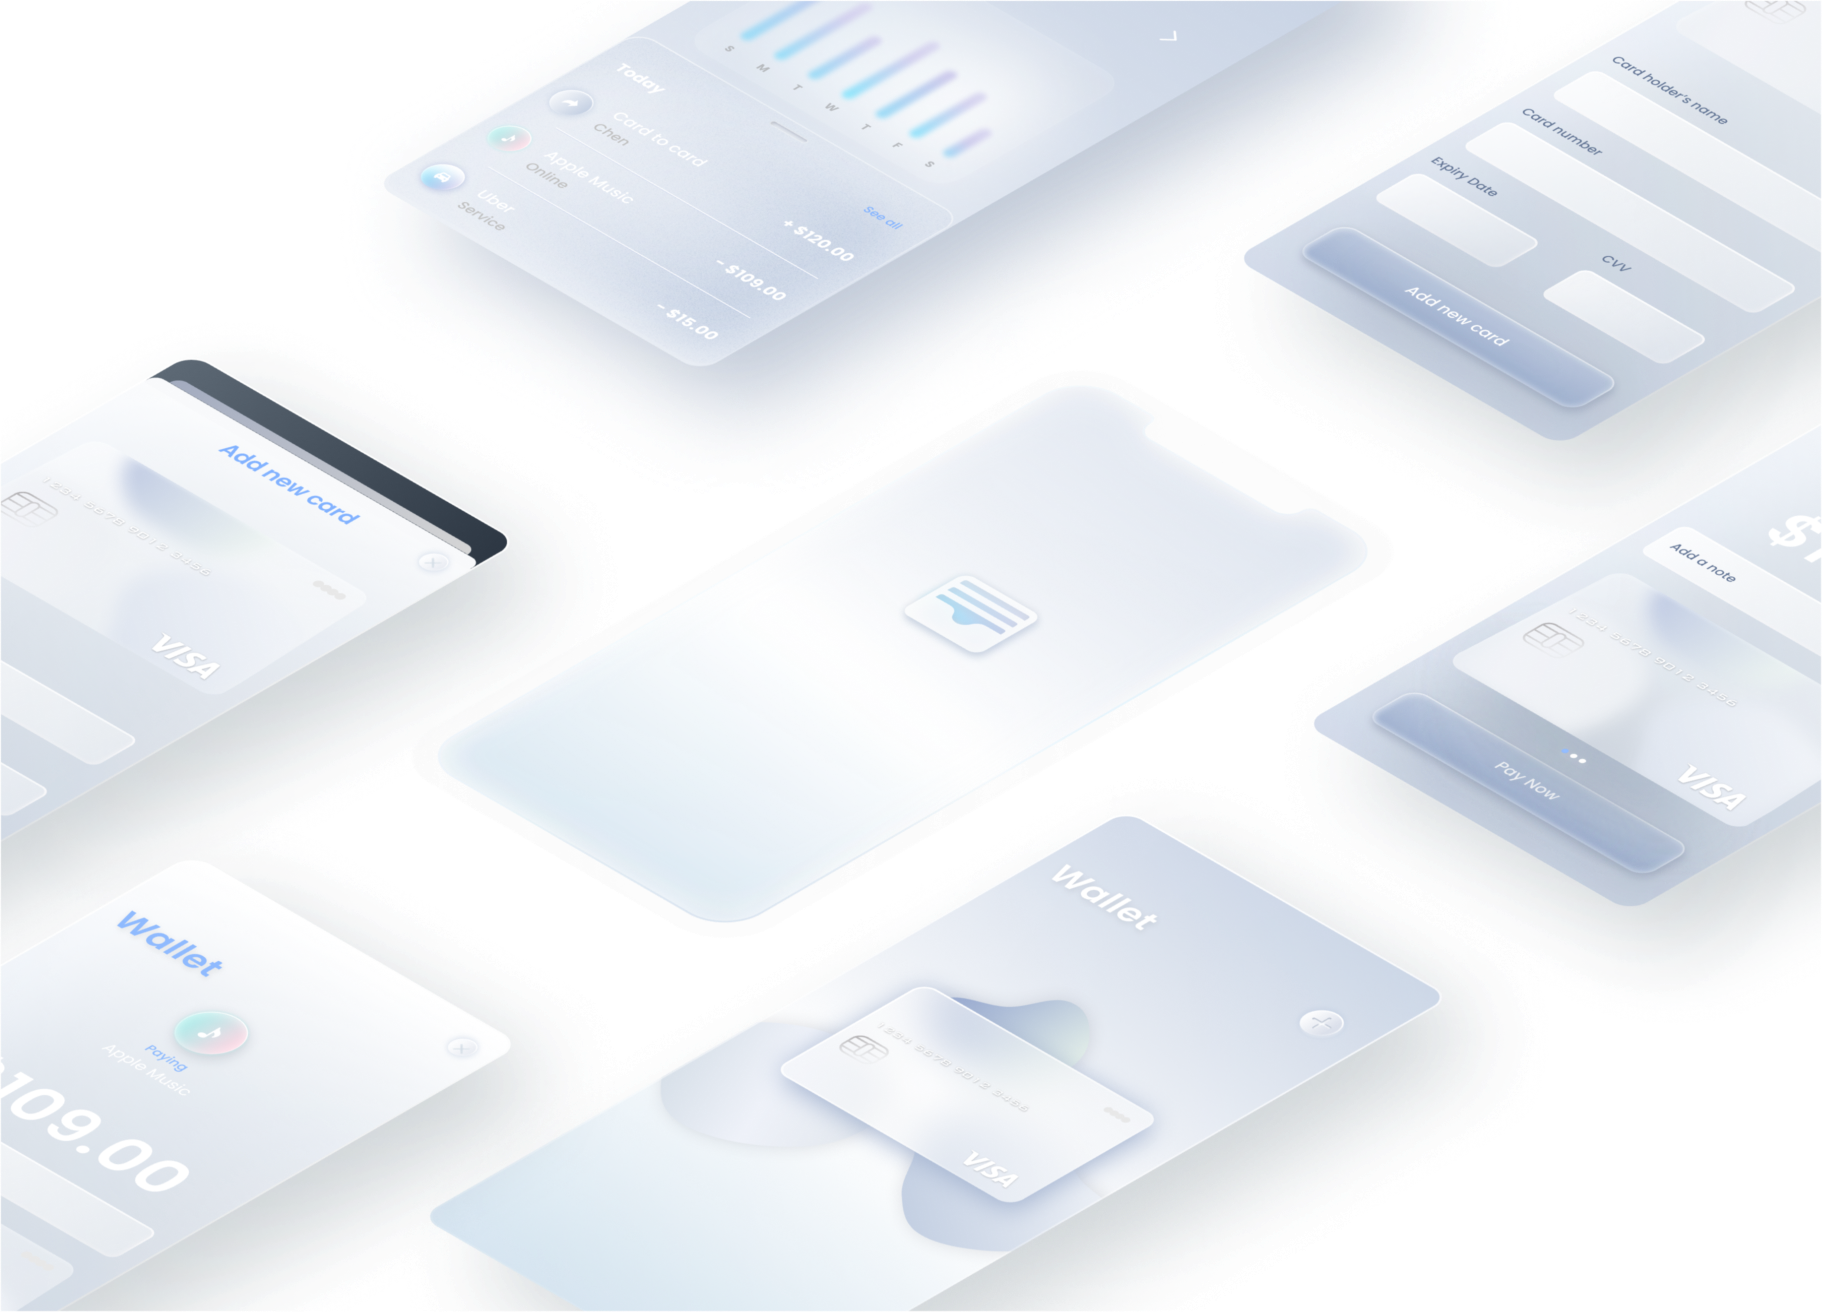 S M T W T F S
Today
See all
Card to card
Chen
+ $120.00
Apple Music
Online
- $109.00
Uber
Service
- $15.00
Card holder's name
Card number
Expiry Date
CVV
Add new card
Add new card
1234 5678 9012 3456
VISA
Add a note
1234 5678 9012 3456
VISA
Pay Now
Wallet
Paying
Apple Music
109.00
Wallet
1234 5678 9012 3456
VISA